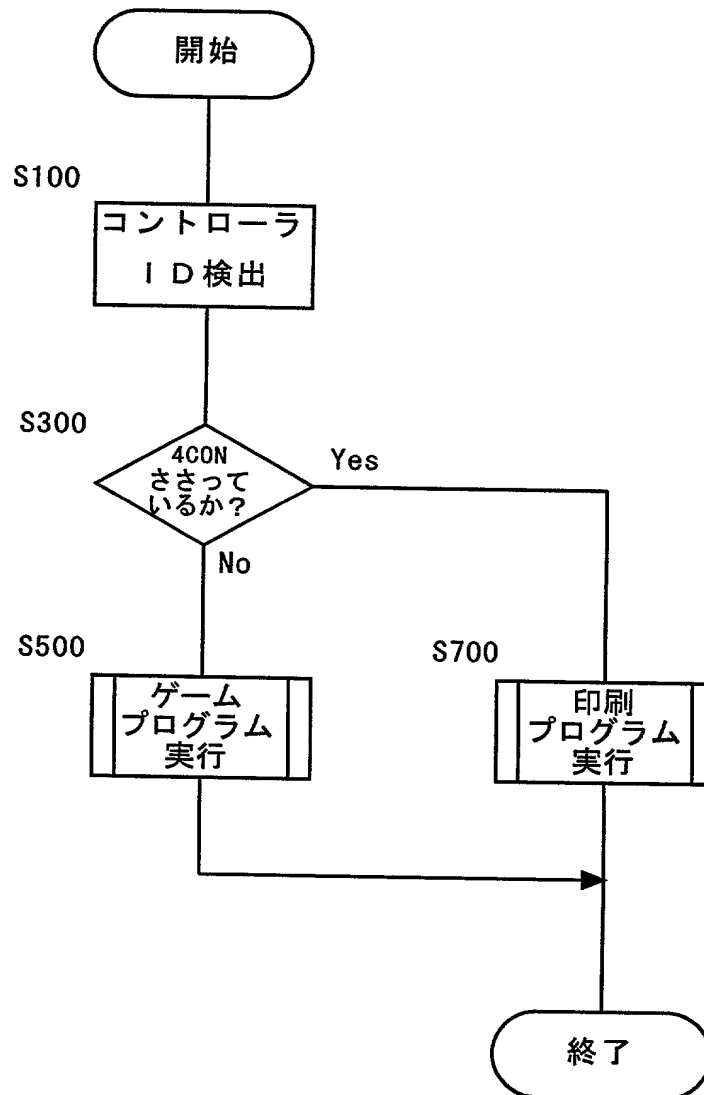 開始
S100
コントローラ
ＩＤ検出
S300
4CON
ささって
いるか？
Yes
No
S500
ゲーム
プログラム
実行
S700
印刷
プログラム
実行
終了